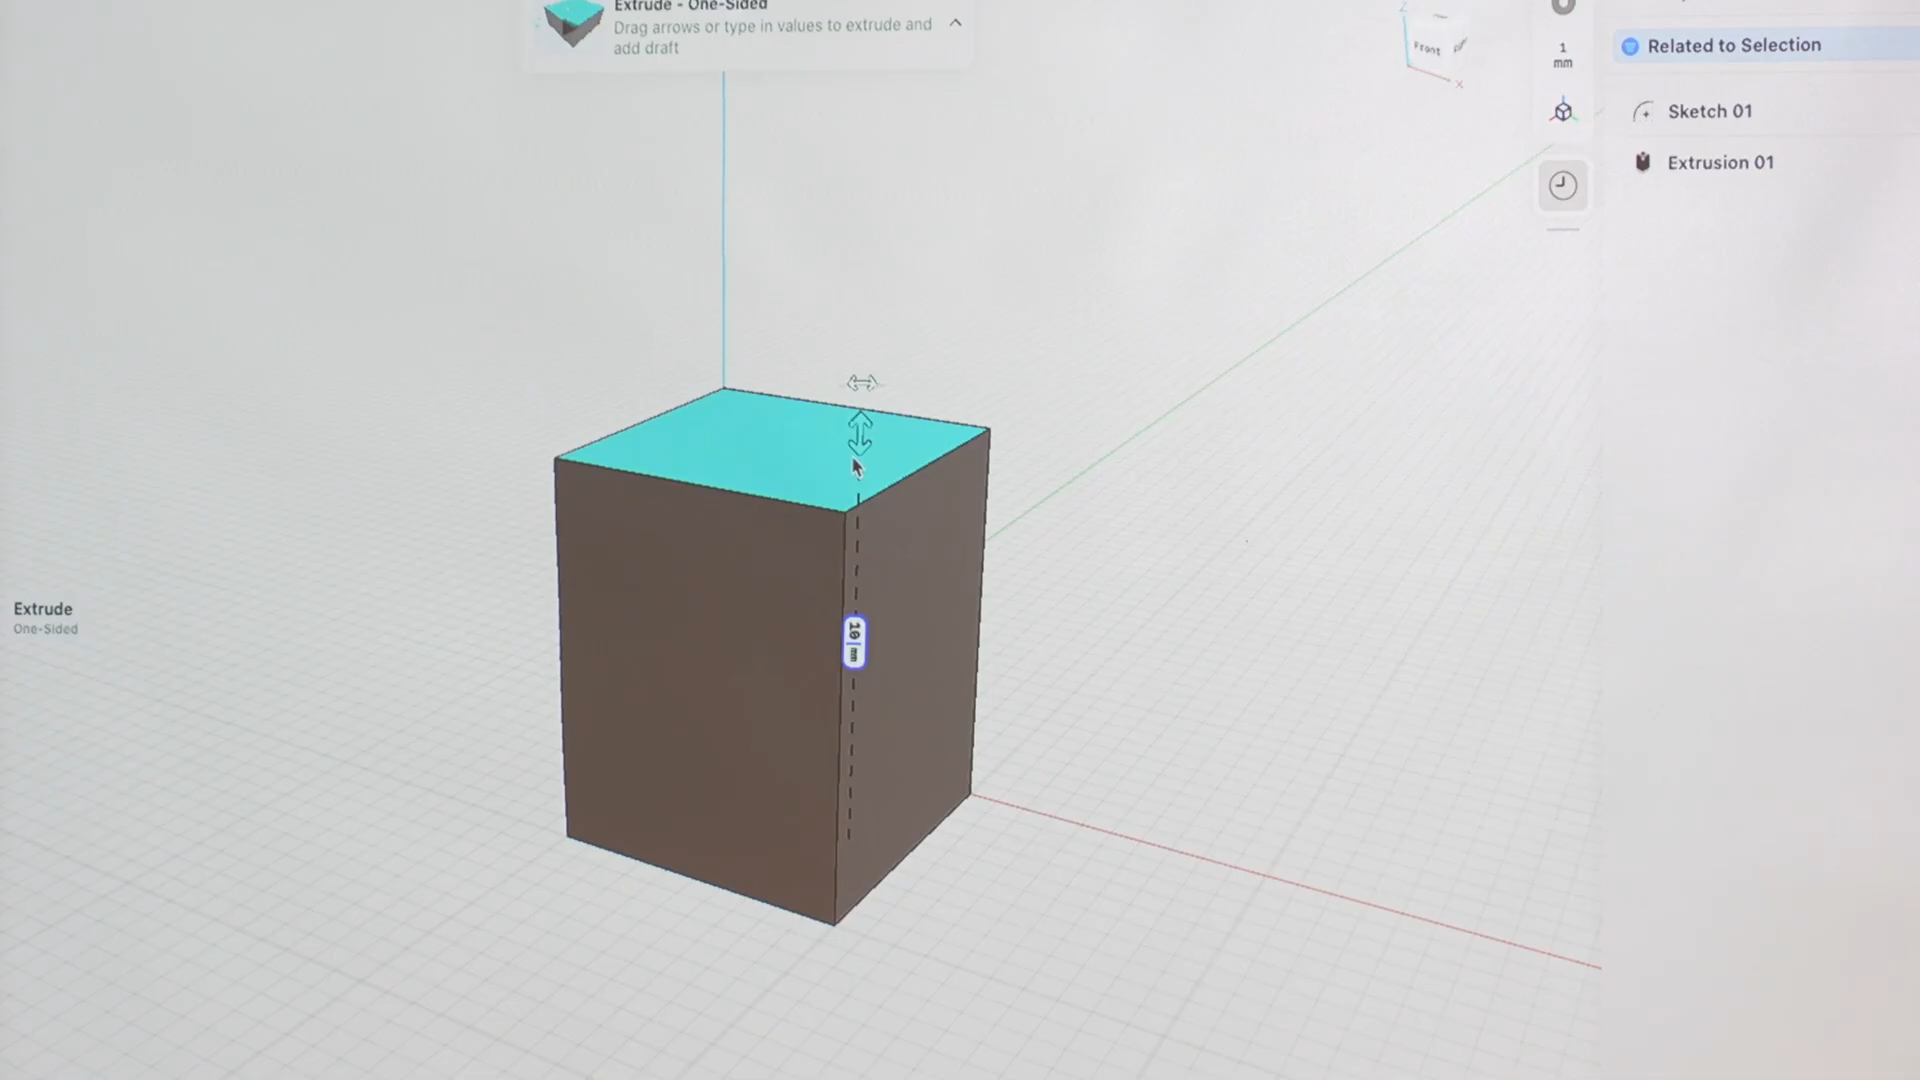 Extrude - One-Sided
Drag arrows or type in values to extrude and
add draft
Z
Front
X
1
mm
Related to Selection
Sketch 01
Extrusion 01
10 mm
Extrude
One-Sided